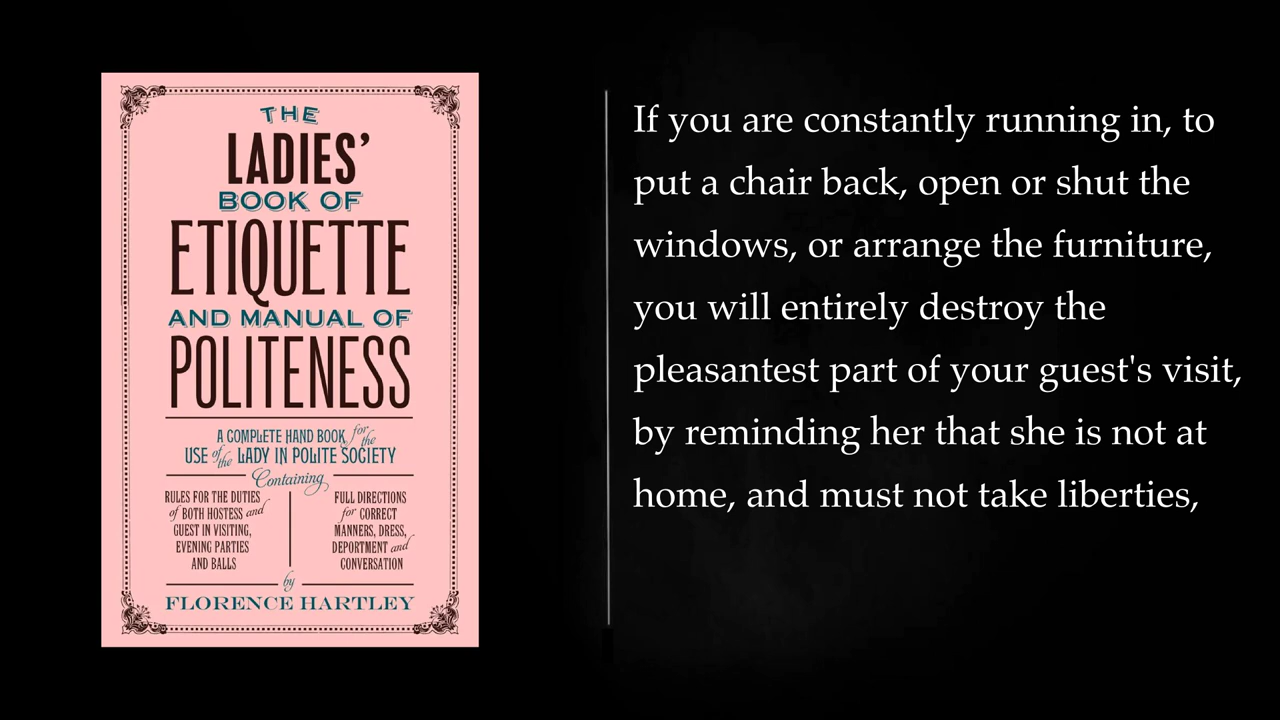 THE
LADIES'
BOOK OF
ETIQUETTE
AND MANUAL OF
POLITENESS
A COMPLETE HAND BOOK for the
USE of the LADY IN POLITE SOCIETY
Containing
RULES FOR THE DUTIES
of BOTH HOSTESS and
GUEST IN VISITING,
EVENING PARTIES
AND BALLS
FULL DIRECTIONS
for CORRECT
MANNERS, DRESS,
DEPORTMENT and
CONVERSATION
by
FLORENCE HARTLEY
If you are constantly running in, to
put a chair back, open or shut the
windows, or arrange the furniture,
you will entirely destroy the
pleasantest part of your guest's visit,
by reminding her that she is not at
home, and must not take liberties,